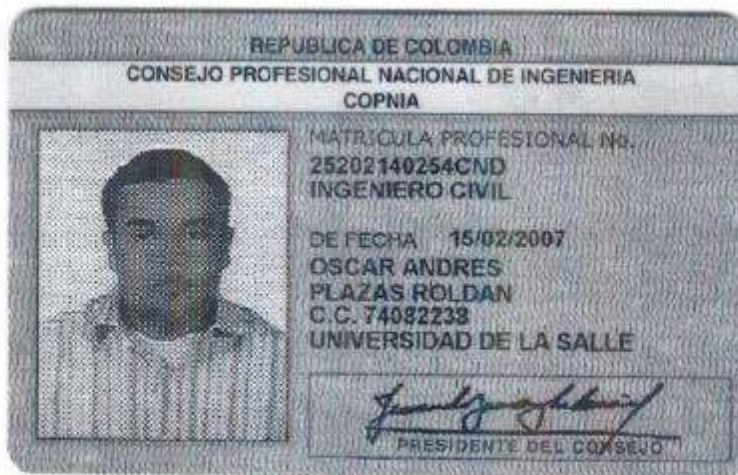 REPUBLICA DE COLOMBIA
CONSEJO PROFESIONAL NACIONAL DE INGENIERIA
COPNIA
MATRICULA PROFESIONAL No.
25202140254CND
INGENIERO CIVIL
DE FECHA 15/02/2007
OSCAR ANDRES
PLAZAS ROLDAN
C.C. 74082238
UNIVERSIDAD DE LA SALLE
PRESIDENTE DEL CONSEJO